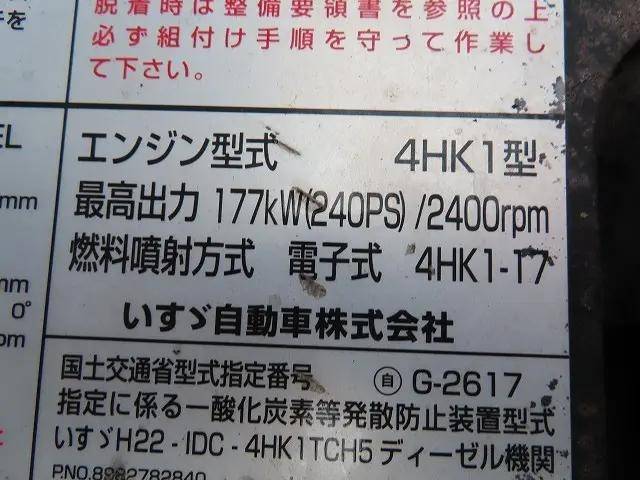 脱着時は整備要領書を参照の上
必ず組付け手順を守って作業し
て下さい。
を
EL
エンジン型式 4HK1型
mm
最高出力 177kW(240PS)/2400rpm
燃料噴射方式 電子式 4HK1-T7
mm
0°
いすゞ自動車株式会社
pm
国土交通省型式指定番号 ㊀自 G-2617
指定に係る一酸化炭素等発散防止装置型式
いすゞH22-IDC-4HK1TCH5ディーゼル機関
P.NO.8982782840